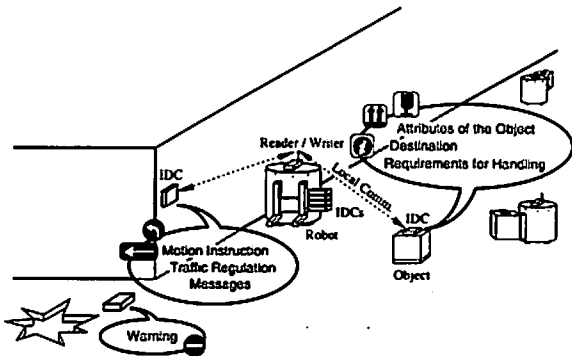 Attributes of the Object
Destination
Requirements for Handling
Reader / Writer
Local Comm.
IDC
IDCs
Robot
IDC
Object
Motion Instruction
Traffic Regulation
Messages
Warning